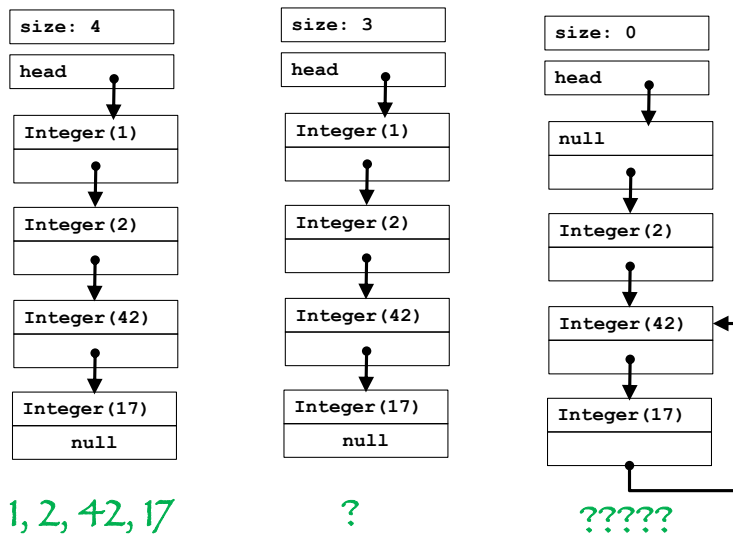 size: 4
head
Integer(1)
Integer(2)
Integer(42)
Integer(17)
null
1, 2, 42, 17
size: 3
head
Integer(1)
Integer(2)
Integer(42)
Integer(17)
null
?
size: 0
head
null
Integer(2)
Integer(42)
Integer(17)
?????